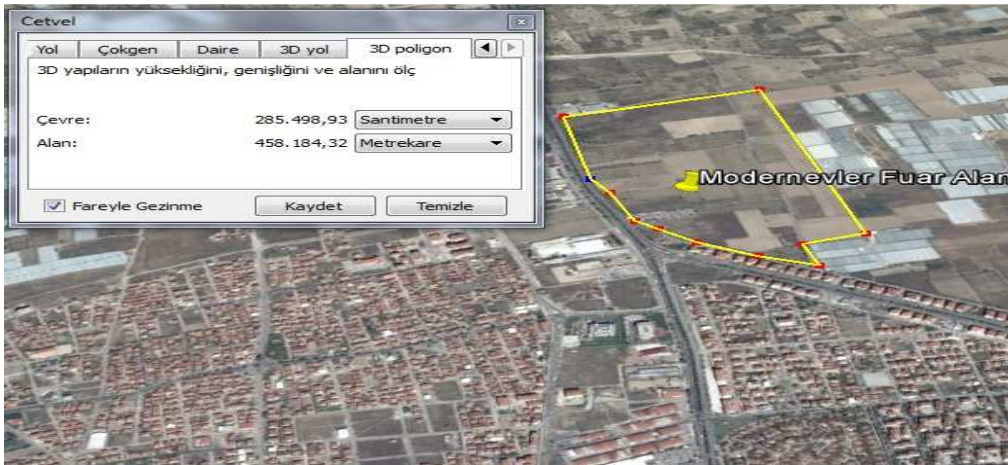 Cetvel
Yol Çokgen Daire 3D yol 3D poligon
3D yapıların yüksekliğini, genişliğini ve alanını ölç
Çevre: 285.498,93 Santimetre
Alan: 458.184,32 Metrekare
Fareyle Gezinme Kaydet Temizle
Modernevler Fuar Alan